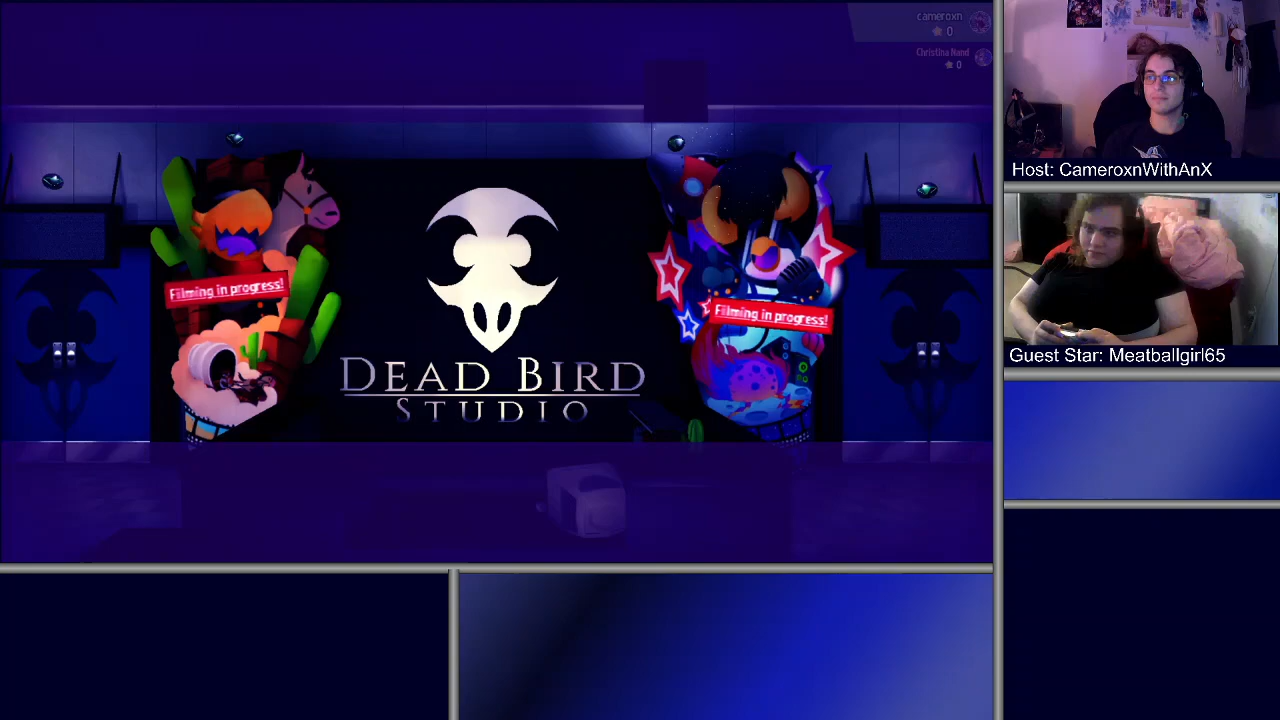 cameroxn
0
Christina Nand
0
Filming in progress!
Filming in progress!
DEAD BIRD
STUDIO
Host: CameroxnWithAnX
Guest Star: Meatballgirl65